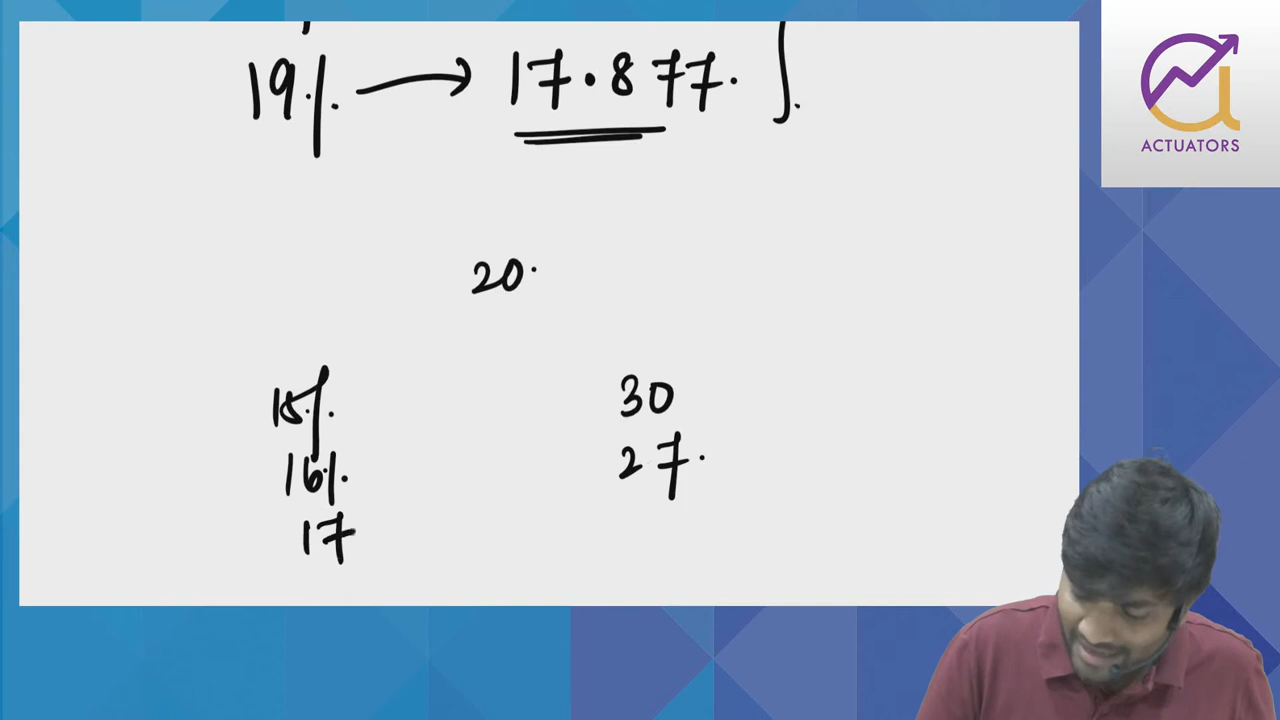 19% → 17.877.
20.
15% 30
16% 27.
17
ACTUATORS